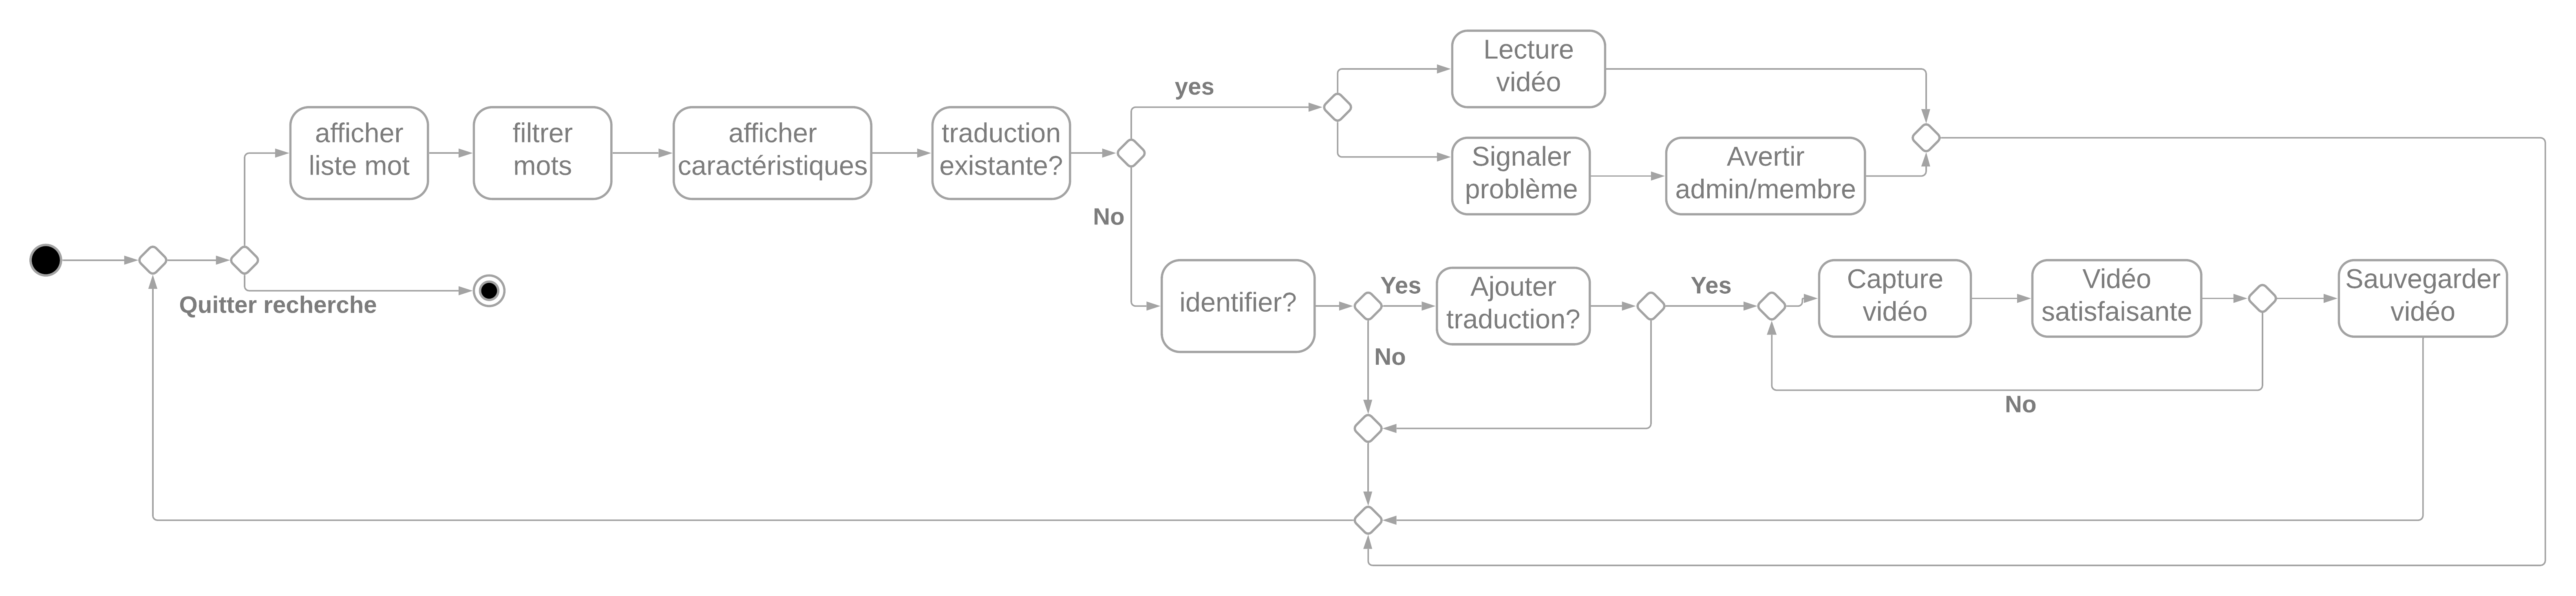 Lecture
vidéo
yes
afficher
liste mot
filtrer
mots
afficher
caractéristiques
traduction
existante?
Signaler
problème
Avertir
admin/membre
No
Quitter recherche
identifier?
Yes
Ajouter
traduction?
Yes
Capture
vidéo
Vidéo
satisfaisante
Sauvegarder
vidéo
No
No